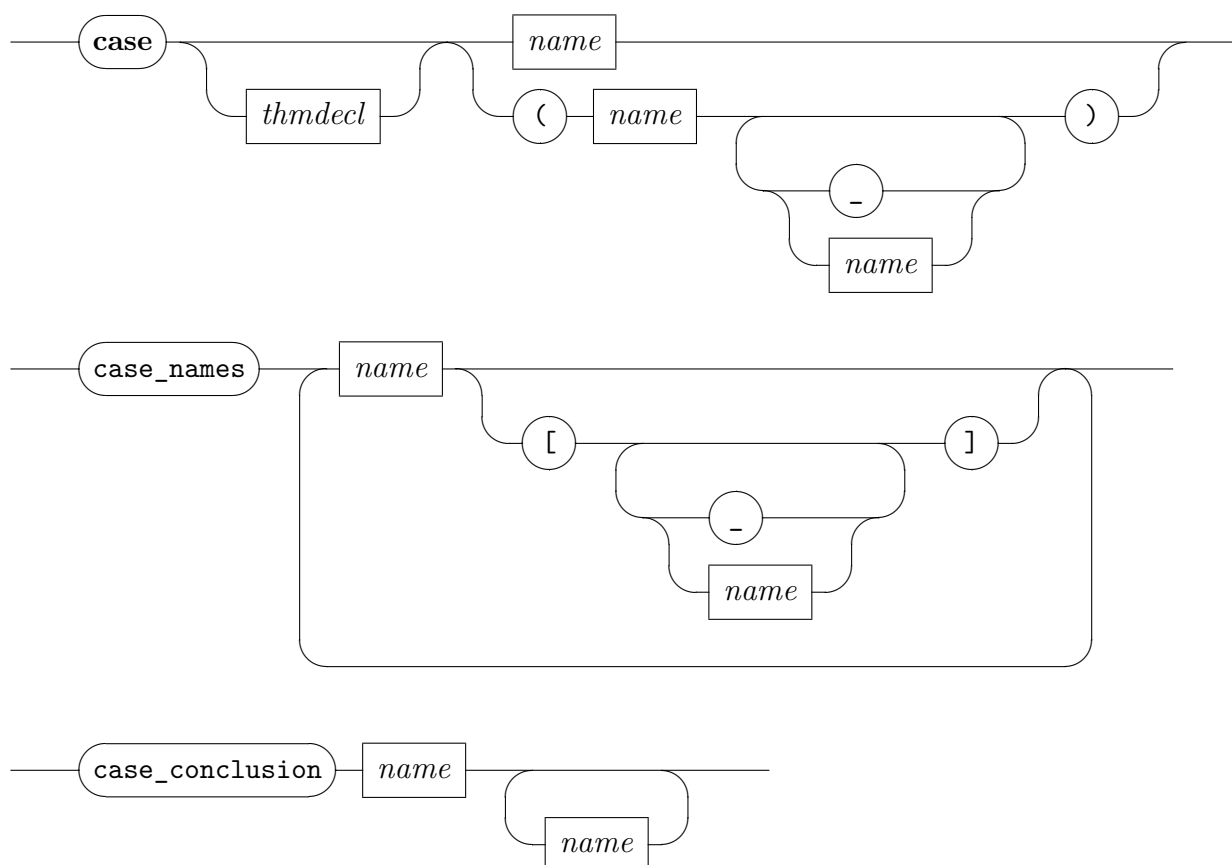 case name
thmdecl ( name )
_
name
case_names name
[ ]
_
name
case_conclusion name
name